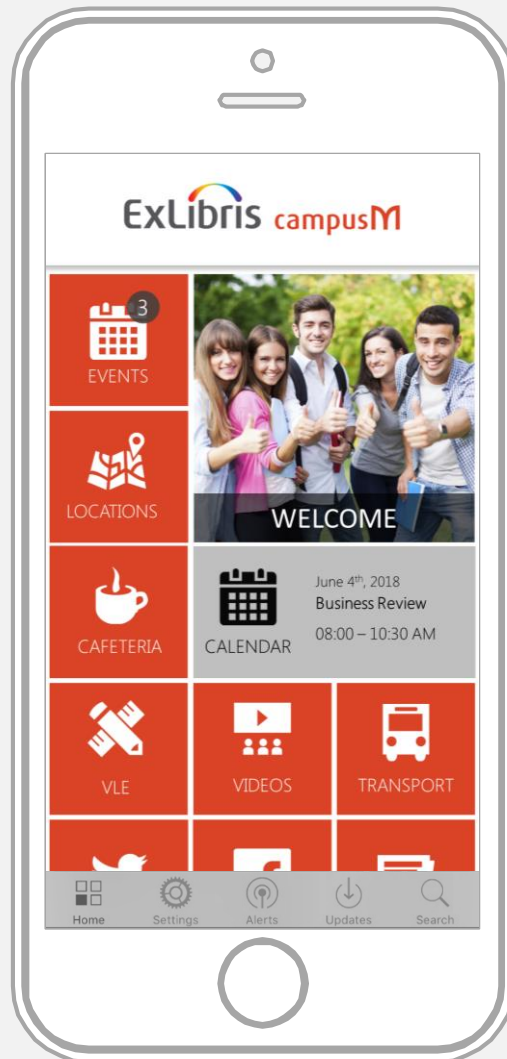 ExLibris campusM
3
EVENTS
LOCATIONS
WELCOME
CAFETERIA
CALENDAR
June 4th, 2018
Business Review
08:00 – 10:30 AM
VLE
VIDEOS
TRANSPORT
Home
Settings
Alerts
Updates
Search